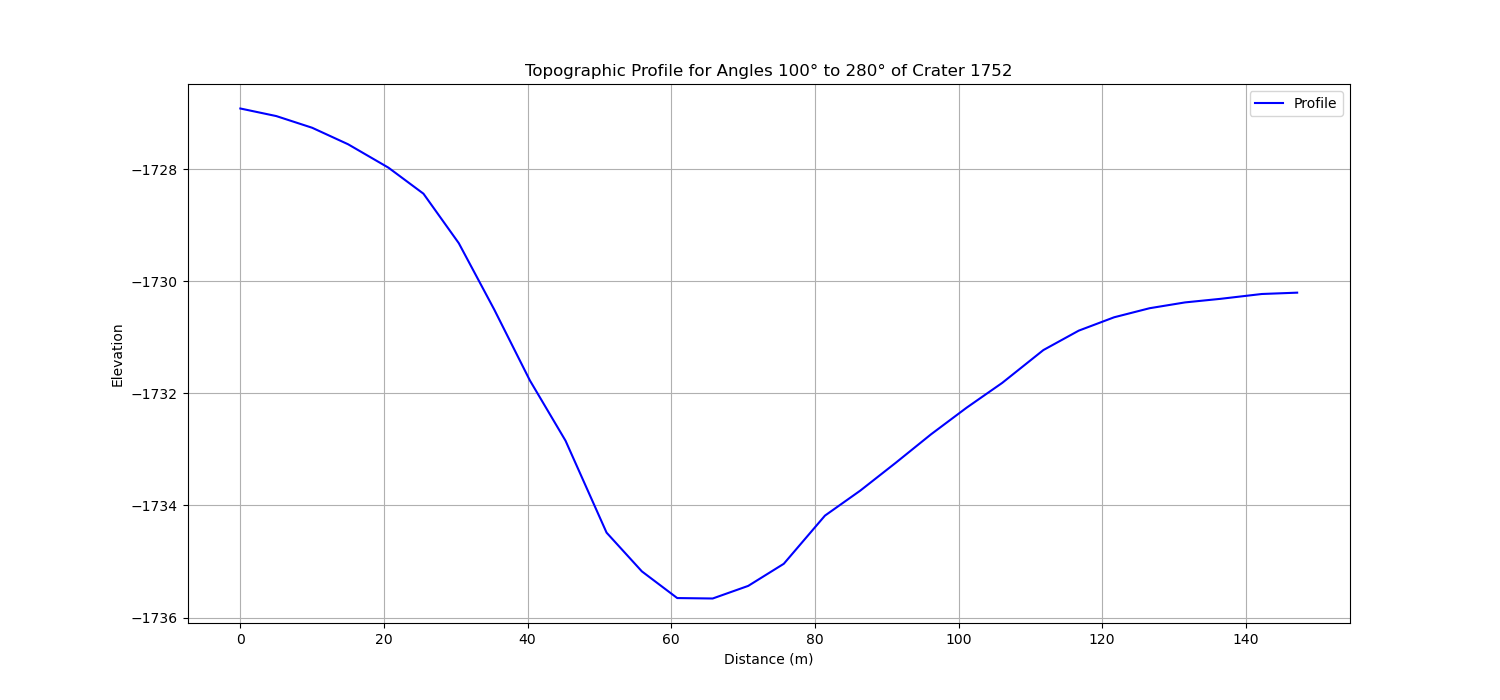 Topographic Profile for Angles 100° to 280° of Crater 1752
Profile
−1728
−1730
−1732
−1734
−1736
Elevation
0 20 40 60 80 100 120 140
Distance (m)